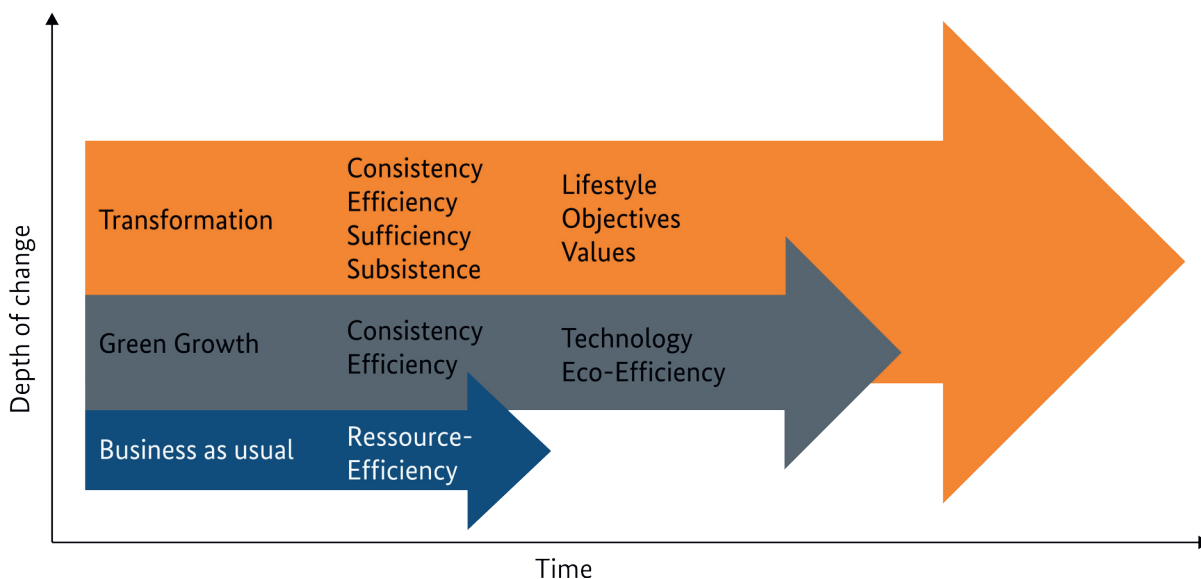 Depth of change
Transformation
Consistency
Efficiency
Sufficiency
Subsistence
Lifestyle
Objectives
Values
Green Growth
Consistency
Efficiency
Technology
Eco-Efficiency
Business as usual
Ressource-
Efficiency
Time